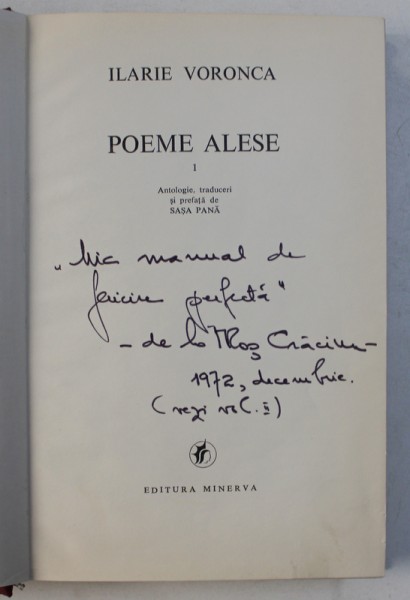 ILARIE VORONCA
POEME ALESE
I
Antologie, traduceri
și prefață de
SAȘA PANĂ
„Mic manual de
fericire perfectă"
- de la Moș Crăciun -
1972, decembrie.
(vezi vol. II)
EDITURA MINERVA